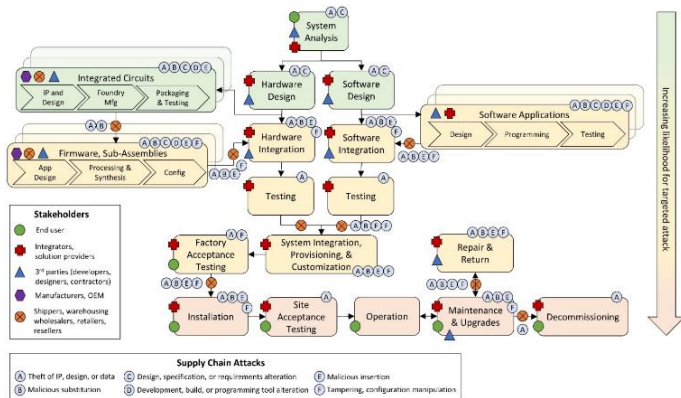 System
Analysis
A C
Integrated Circuits
A B C D E
IP and
Design
Foundry
Mfg
Packaging
& Testing
A C
Hardware
Design
A C
Software
Design
A B
Firmware, Sub-Assemblies
A B C D E F
App
Design
Processing &
Synthesis
Config
A B E F
A B E F
Hardware
Integration
A B E F
Software
Integration
A B E F
Software Applications
A B C D E F
Design
Programming
Testing
A
Testing
A
Testing
A B E F
Factory
Acceptance
Testing
A F
System Integration,
Provisioning, &
Customization
A B E F
Repair &
Return
A B E F
A B E F
Installation
A B E F
Site
Acceptance
Testing
A
Operation
Maintenance
& Upgrades
A B E F
A
Decommissioning
A
Increasing likelihood for targeted attack
Stakeholders
End user
Integrators,
solution providers
3rd parties (developers,
designers, contractors)
Manufacturers, OEM
Shippers, warehousing
wholesalers, retailers,
resellers
Supply Chain Attacks
A Theft of IP, design, or data
B Malicious substitution
C Design, specification, or requirements alteration
D Development, build, or programming tool alteration
E Malicious insertion
F Tampering, configuration manipulation